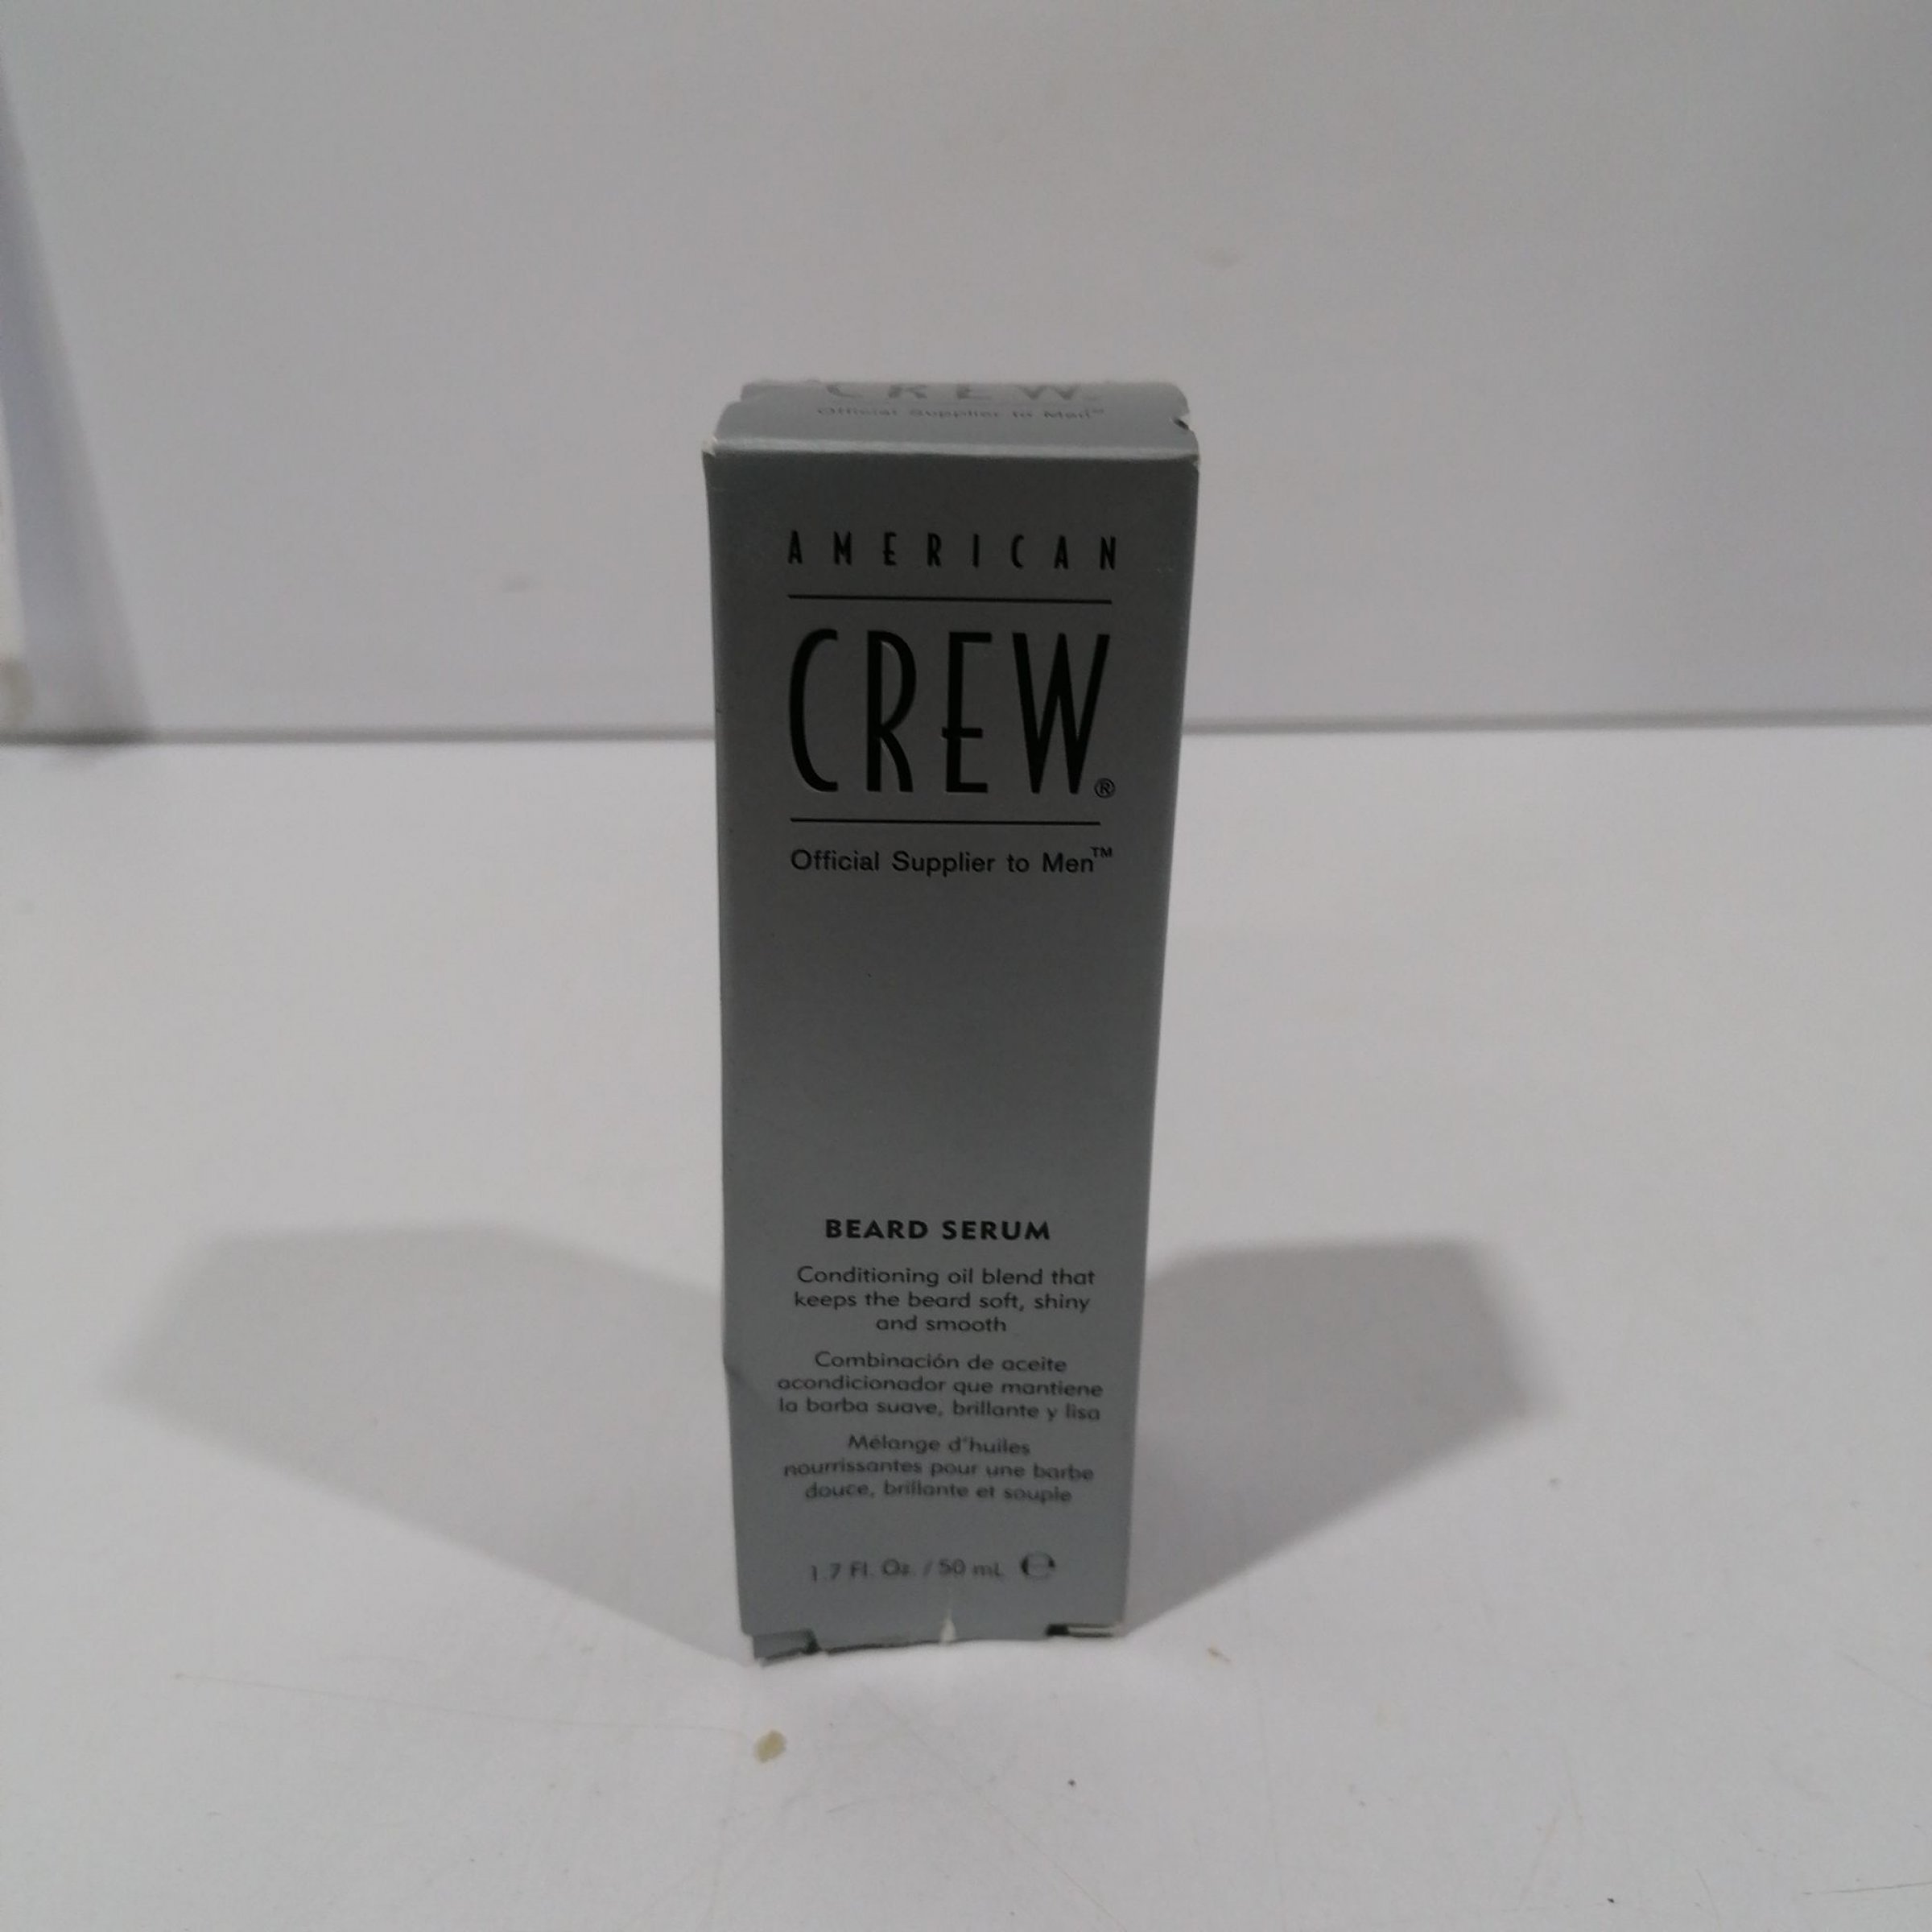 CREW.
Official Supplier to Men™
AMERICAN
CREW®
Official Supplier to Men™
BEARD SERUM
Conditioning oil blend that
keeps the beard soft, shiny
and smooth
Combinación de aceite
acondicionador que mantiene
la barba suave, brillante y lisa
Mélange d'huiles
nourrissantes pour une barbe
douce, brillante et souple
1.7 Fl. Oz. / 50 mL ℮